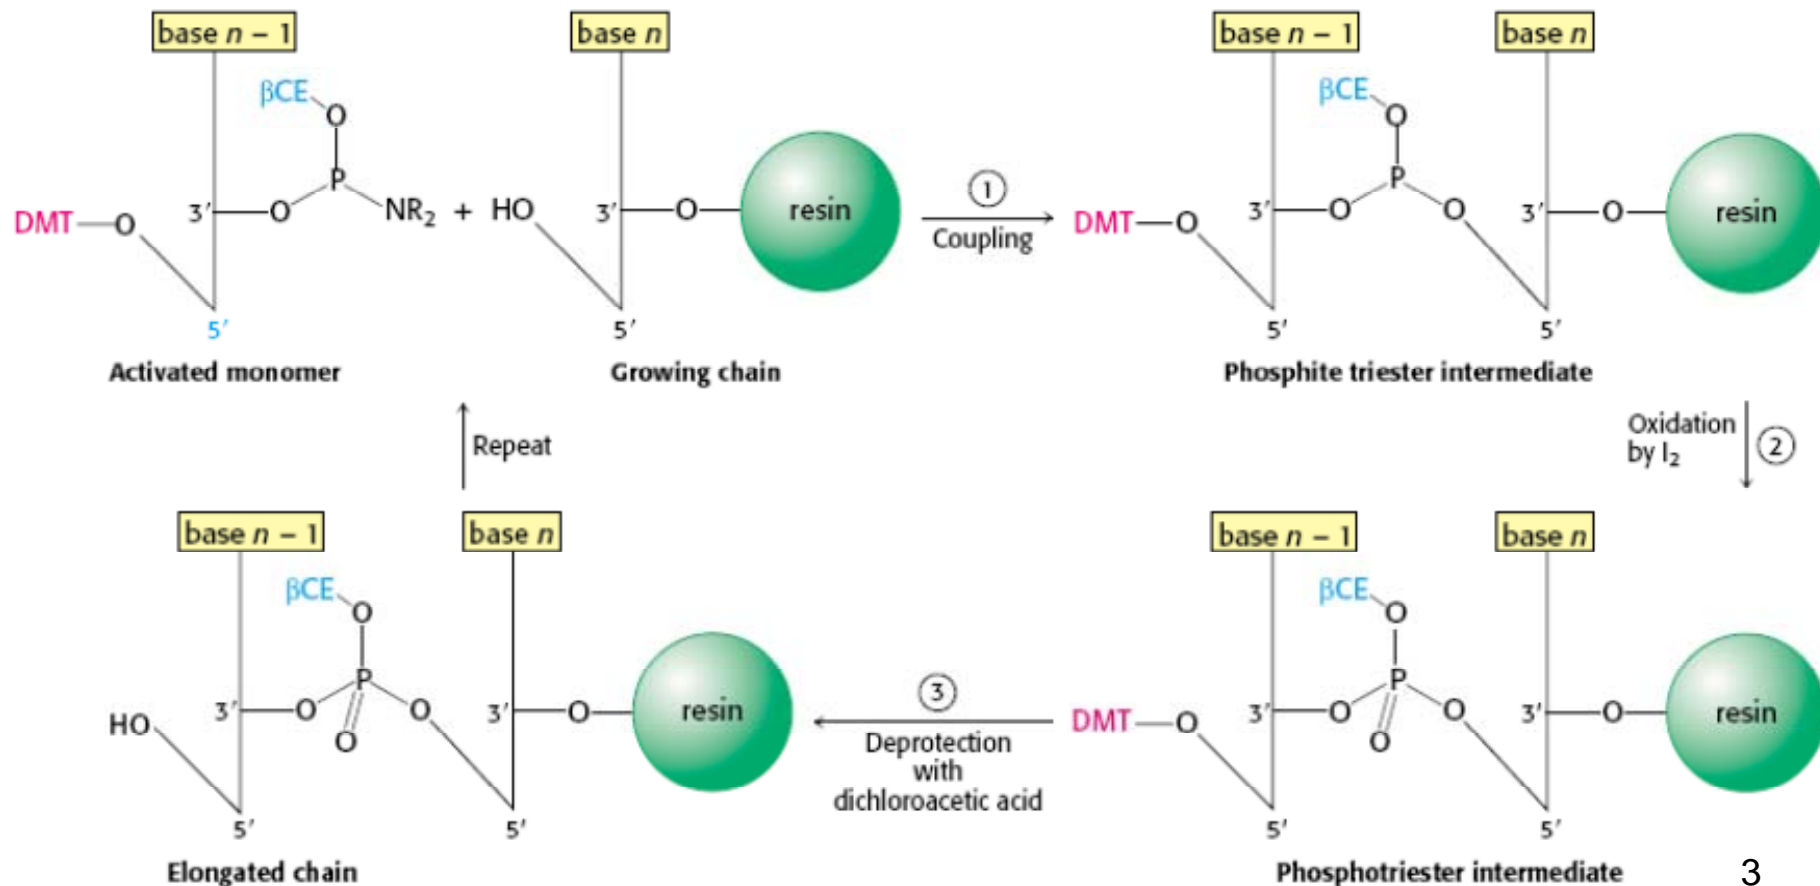 base n – 1
base n
βCE
O
P
DMT—O
3′
O
NR₂
+
HO
3′
O
resin
5′
5′
Activated monomer
Growing chain
1
Coupling
base n – 1
base n
βCE
O
P
DMT—O
3′
O
O
3′
O
resin
5′
5′
Phosphite triester intermediate
Oxidation
by I₂
2
base n – 1
base n
βCE
O
P
DMT—O
3′
O
O
O
3′
O
resin
5′
5′
Phosphotriester intermediate
3
Deprotection
with
dichloroacetic acid
base n – 1
base n
βCE
O
P
HO
3′
O
O
O
3′
O
resin
5′
5′
Elongated chain
Repeat
3